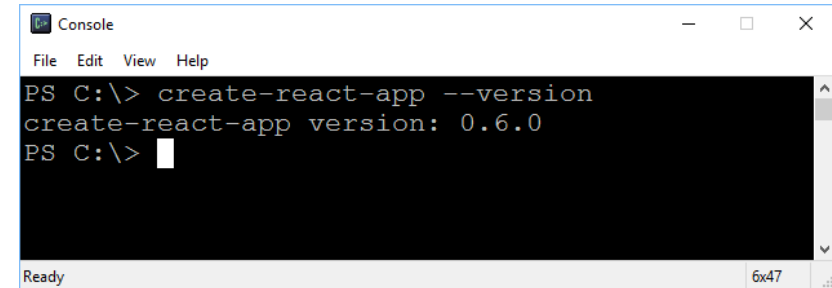 Console
File Edit View Help
PS C:\> create-react-app --version
create-react-app version: 0.6.0
PS C:\>
Ready 6x47